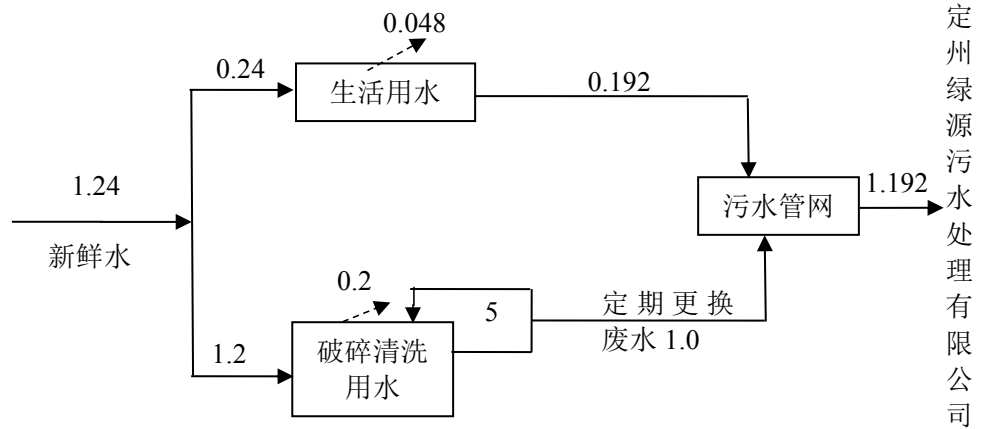 0.048
0.24
生活用水
0.192
1.24
新鲜水
污水管网
1.192
0.2
5
定期更换
废水 1.0
1.2
破碎清洗
用水
定州绿源污水处理有限公司